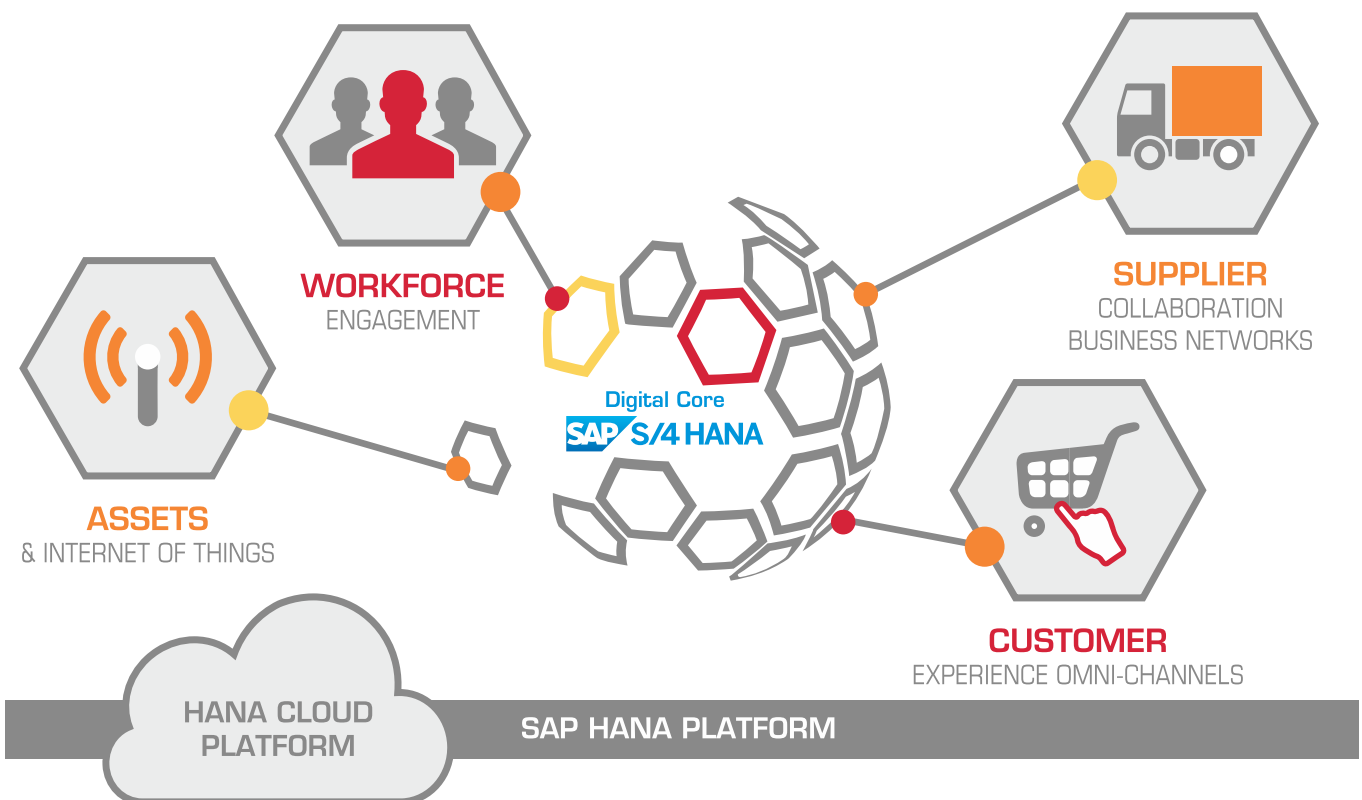 WORKFORCE
ENGAGEMENT
SUPPLIER
COLLABORATION
BUSINESS NETWORKS
Digital Core
SAP S/4 HANA
ASSETS
& INTERNET OF THINGS
CUSTOMER
EXPERIENCE OMNI-CHANNELS
HANA CLOUD
PLATFORM
SAP HANA PLATFORM